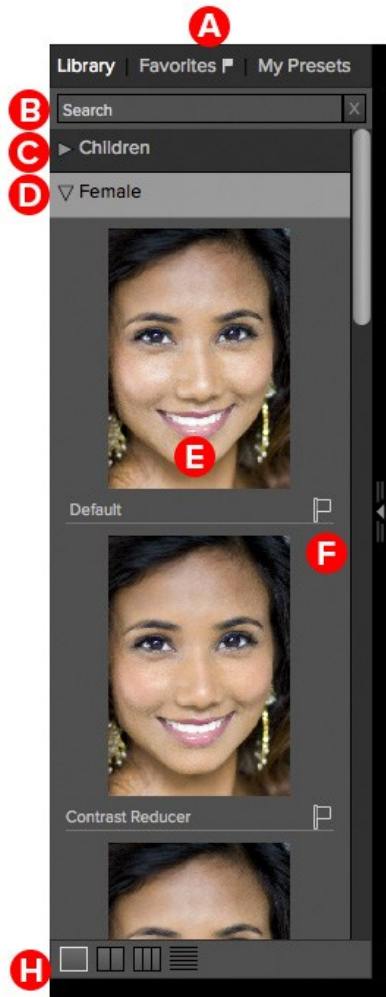 A
Library | Favorites | My Presets
B Search X
C Children
D Female
E
Default
F
Contrast Reducer
H